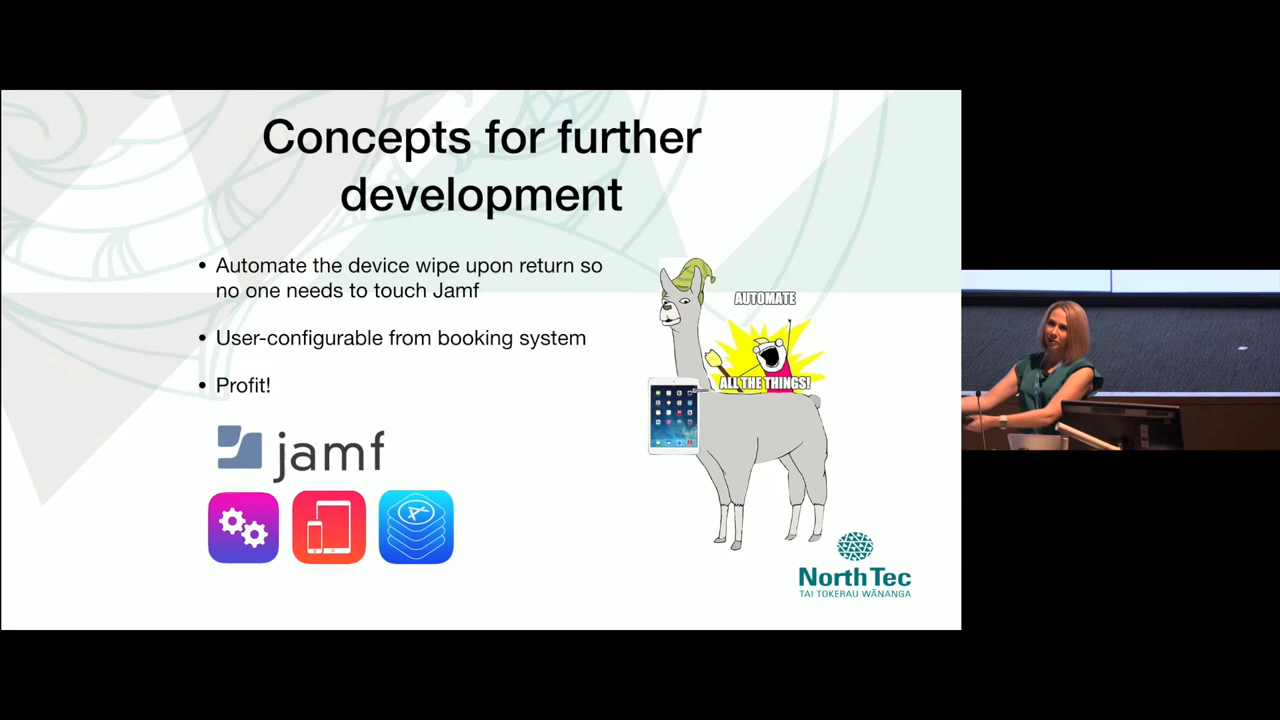 Concepts for further
development
• Automate the device wipe upon return so
no one needs to touch Jamf
• User-configurable from booking system
• Profit!
AUTOMATE
ALL THE THINGS!
jamf
NorthTec
TAI TOKERAU WĀNANGA